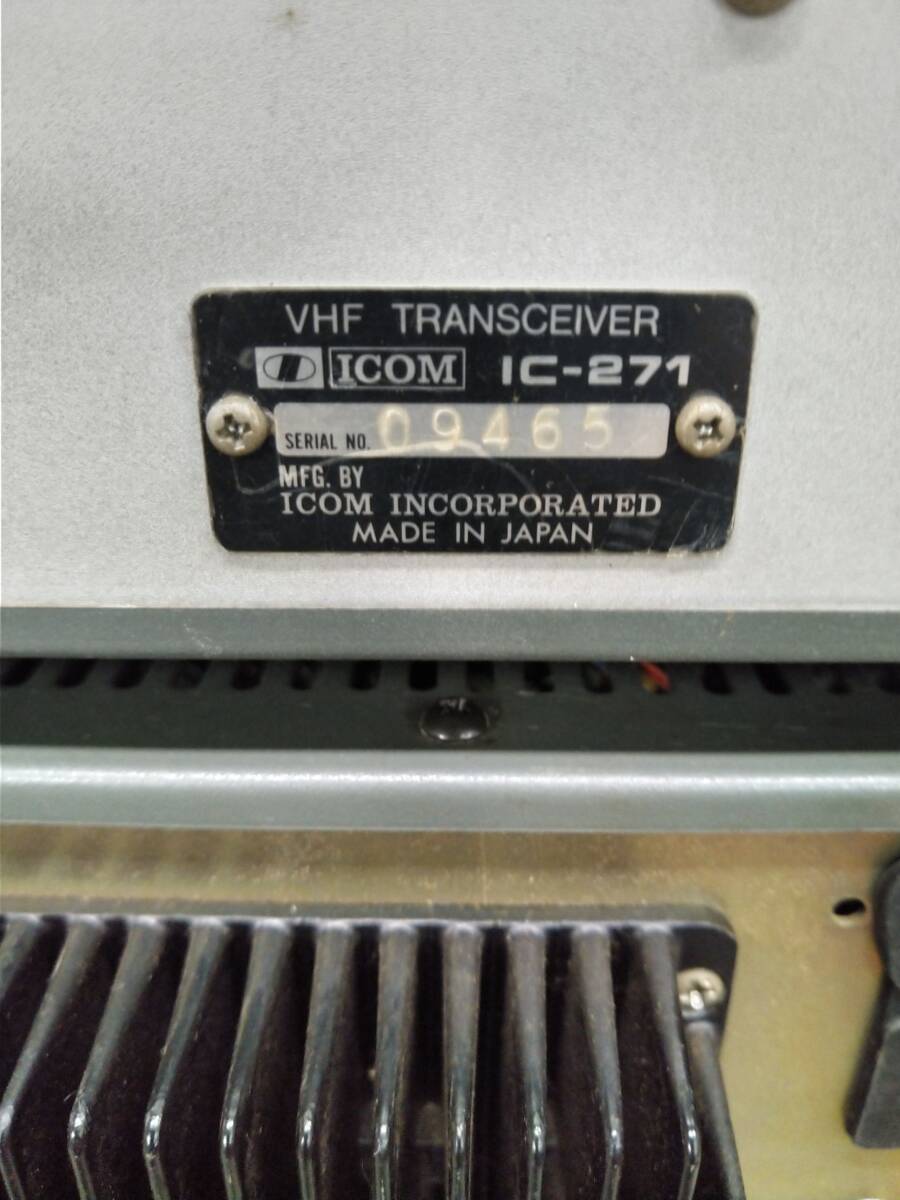 VHF TRANSCEIVER
ICOM IC-271
SERIAL NO. 09465
MFG. BY
ICOM INCORPORATED
MADE IN JAPAN